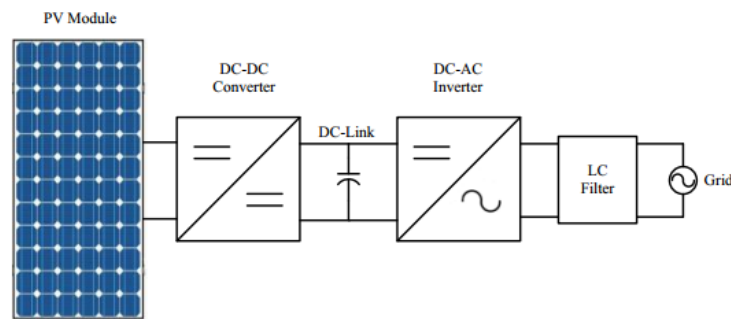 PV Module
DC-DC
Converter
DC-Link
DC-AC
Inverter
LC
Filter
Grid